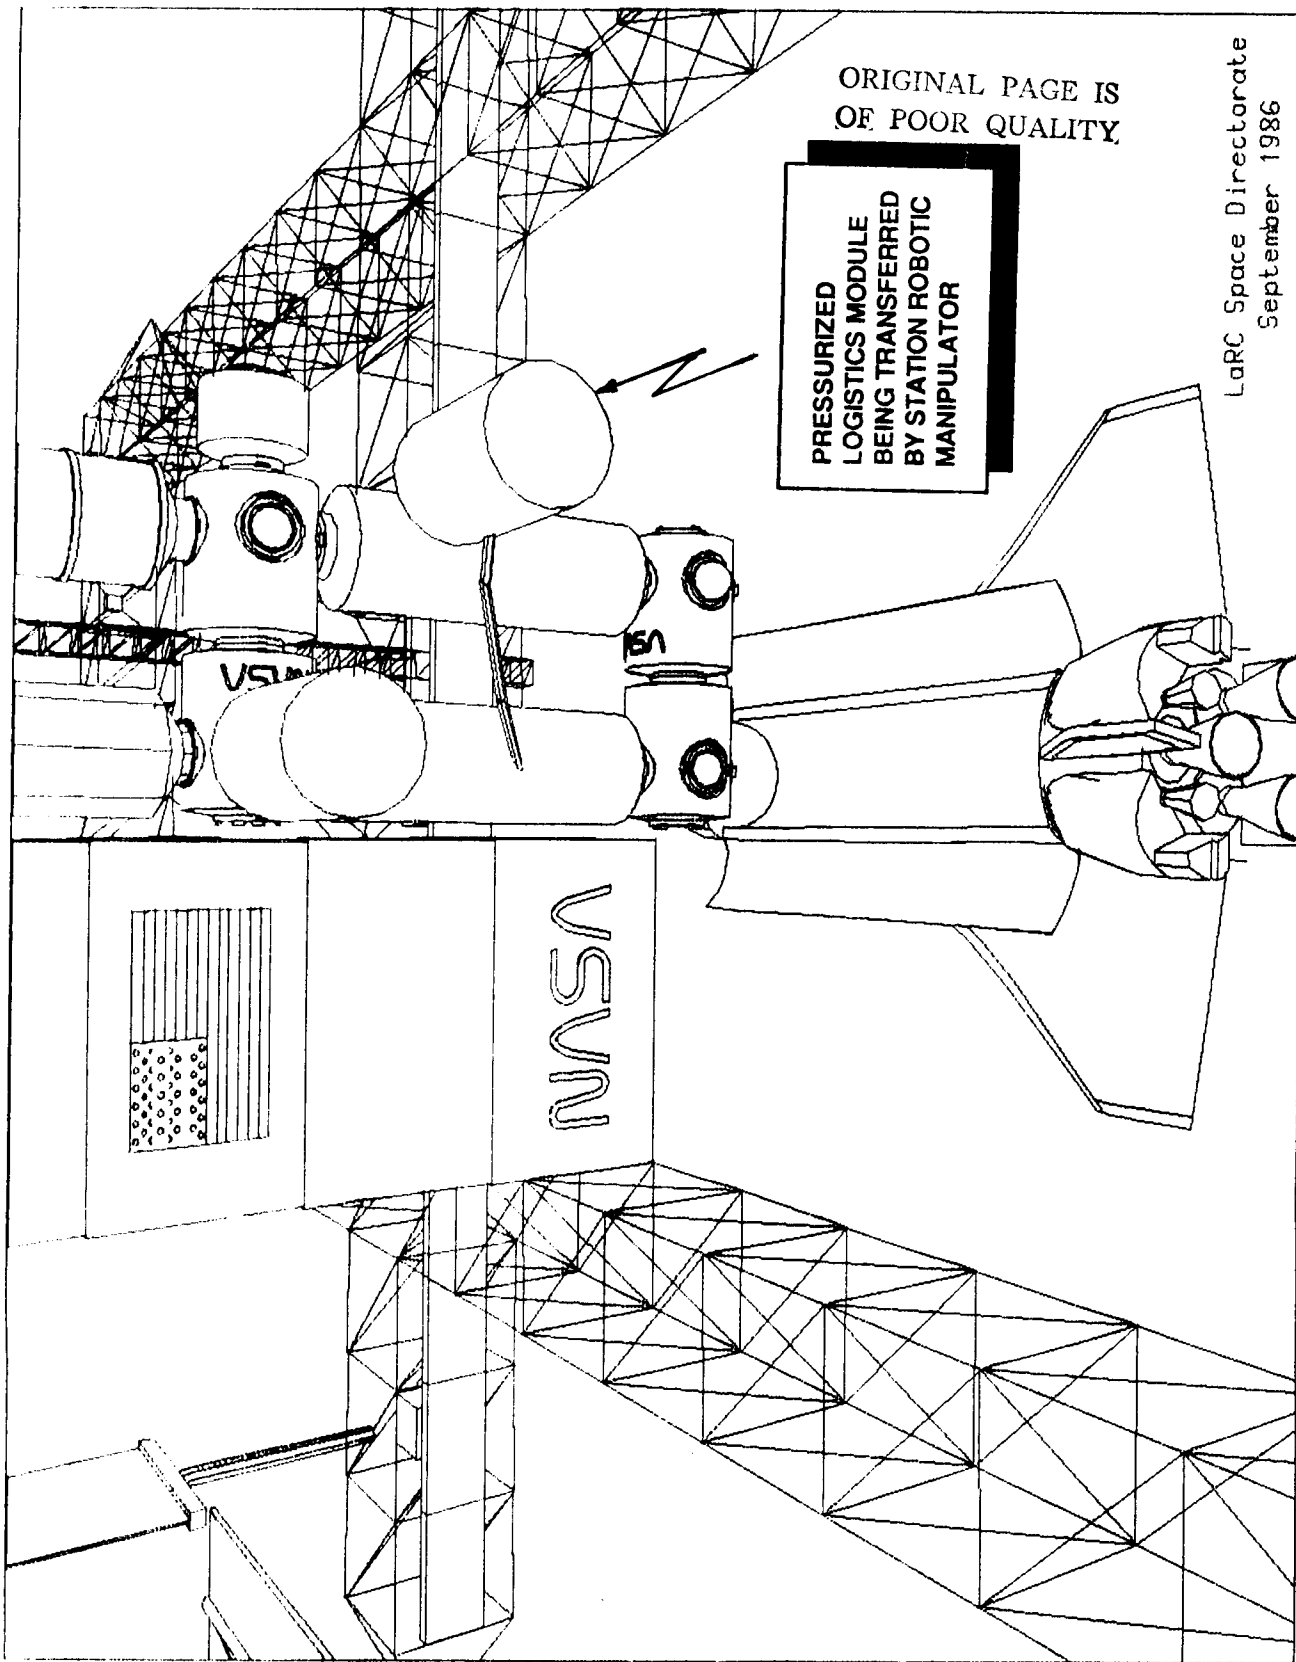 ORIGINAL PAGE IS
OF POOR QUALITY
PRESSURIZED
LOGISTICS MODULE
BEING TRANSFERRED
BY STATION ROBOTIC
MANIPULATOR
LaRC Space Directorate
September 1986
NASA
NASA